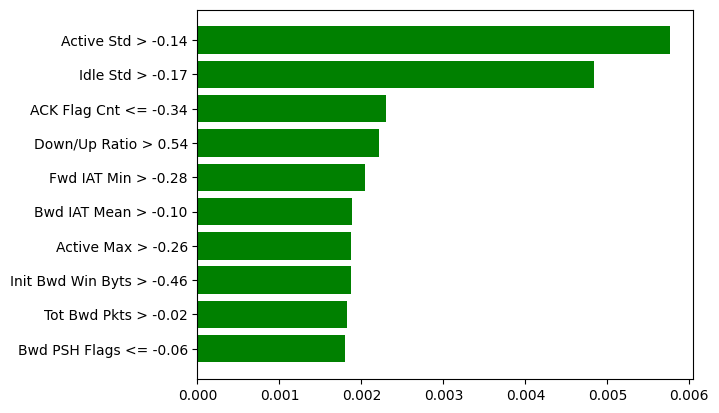 Active Std > -0.14
Idle Std > -0.17
ACK Flag Cnt <= -0.34
Down/Up Ratio > 0.54
Fwd IAT Min > -0.28
Bwd IAT Mean > -0.10
Active Max > -0.26
Init Bwd Win Byts > -0.46
Tot Bwd Pkts > -0.02
Bwd PSH Flags <= -0.06
0.000 0.001 0.002 0.003 0.004 0.005 0.006